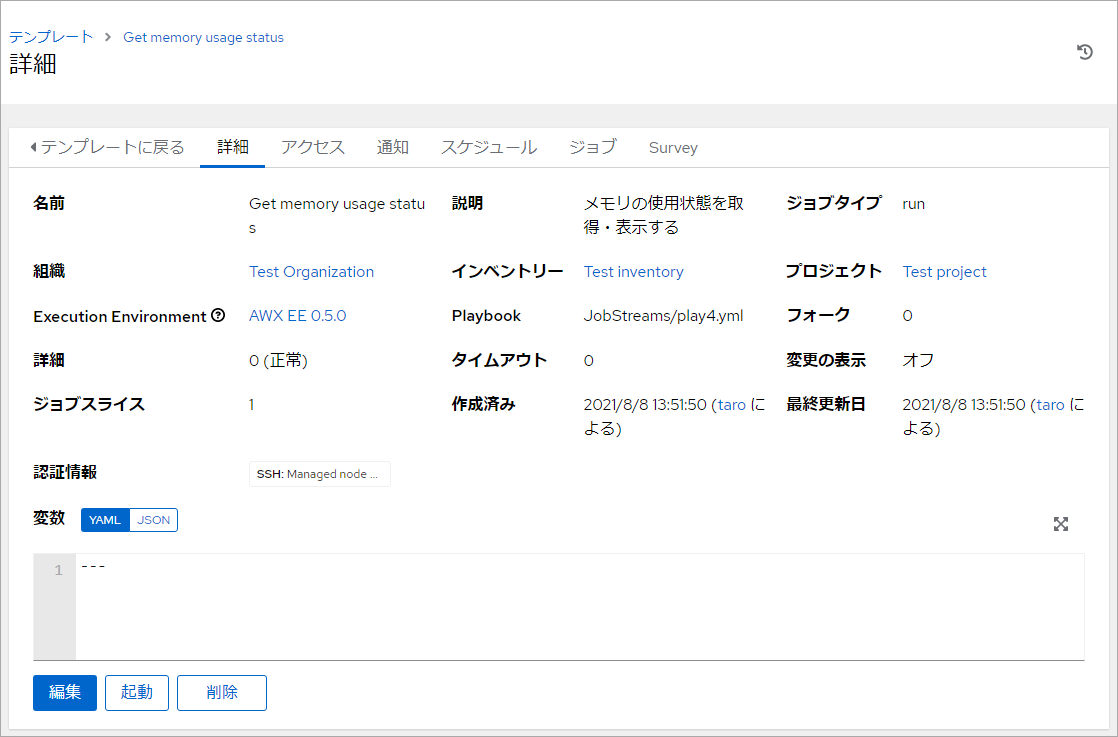 テンプレート > Get memory usage status
詳細
テンプレートに戻る 詳細 アクセス 通知 スケジュール ジョブ Survey
名前 Get memory usage statu 説明 メモリの使用状態を取 ジョブタイプ run
s 得・表示する
組織 Test Organization インベントリー Test inventory プロジェクト Test project
Execution Environment AWX EE 0.5.0 Playbook JobStreams/play4.yml フォーク 0
詳細 0 (正常) タイムアウト 0 変更の表示 オフ
ジョブスライス 1 作成済み 2021/8/8 13:51:50 (taro に 最終更新日 2021/8/8 13:51:50 (taro に
よる) よる)
認証情報 SSH: Managed node ...
変数 YAML JSON
1 ---
編集 起動 削除